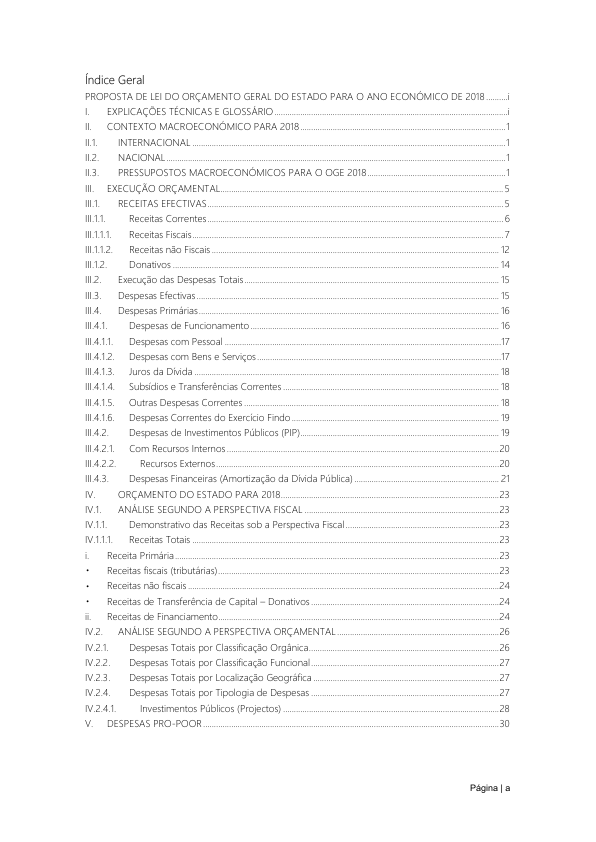 Índice Geral
PROPOSTA DE LEI DO ORÇAMENTO GERAL DO ESTADO PARA O ANO ECONÓMICO DE 2018 ..........i
I. EXPLICAÇÕES TÉCNICAS E GLOSSÁRIO ..........i
II. CONTEXTO MACROECONÓMICO PARA 2018 ..........1
II.1. INTERNACIONAL ..........1
II.2. NACIONAL ..........1
II.3. PRESSUPOSTOS MACROECONÓMICOS PARA O OGE 2018 ..........1
III. EXECUÇÃO ORÇAMENTAL ..........5
III.1. RECEITAS EFECTIVAS ..........5
III.1.1. Receitas Correntes ..........6
III.1.1.1. Receitas Fiscais ..........7
III.1.1.2. Receitas não Fiscais ..........12
III.1.2. Donativos ..........14
III.2. Execução das Despesas Totais ..........15
III.3. Despesas Efectivas ..........15
III.4. Despesas Primárias ..........16
III.4.1. Despesas de Funcionamento ..........16
III.4.1.1. Despesas com Pessoal ..........17
III.4.1.2. Despesas com Bens e Serviços ..........17
III.4.1.3. Juros da Dívida ..........18
III.4.1.4. Subsídios e Transferências Correntes ..........18
III.4.1.5. Outras Despesas Correntes ..........18
III.4.1.6. Despesas Correntes do Exercício Findo ..........19
III.4.2. Despesas de Investimentos Públicos (PIP) ..........19
III.4.2.1. Com Recursos Internos ..........20
III.4.2.2. Recursos Externos ..........20
III.4.3. Despesas Financeiras (Amortização da Dívida Pública) ..........21
IV. ORÇAMENTO DO ESTADO PARA 2018 ..........23
IV.1. ANÁLISE SEGUNDO A PERSPECTIVA FISCAL ..........23
IV.1.1. Demonstrativo das Receitas sob a Perspectiva Fiscal ..........23
IV.1.1.1. Receitas Totais ..........23
i. Receita Primária ..........23
• Receitas fiscais (tributárias) ..........23
• Receitas não fiscais ..........24
• Receitas de Transferência de Capital – Donativos ..........24
ii. Receitas de Financiamento ..........24
IV.2. ANÁLISE SEGUNDO A PERSPECTIVA ORÇAMENTAL ..........26
IV.2.1. Despesas Totais por Classificação Orgânica ..........26
IV.2.2. Despesas Totais por Classificação Funcional ..........27
IV.2.3. Despesas Totais por Localização Geográfica ..........27
IV.2.4. Despesas Totais por Tipologia de Despesas ..........27
IV.2.4.1. Investimentos Públicos (Projectos) ..........28
V. DESPESAS PRO-POOR ..........30
Página | a